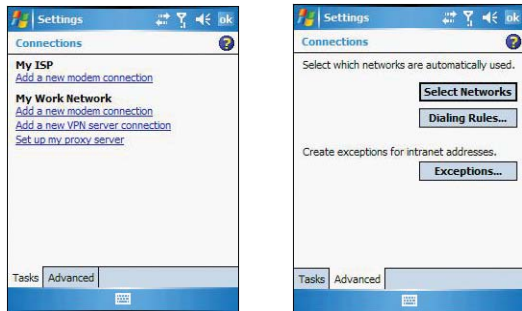 Settings ok
Connections ?
My ISP
Add a new modem connection
My Work Network
Add a new modem connection
Add a new VPN server connection
Set up my proxy server
Tasks Advanced
Settings ok
Connections ?
Select which networks are automatically used.
Select Networks
Dialing Rules...
Create exceptions for intranet addresses.
Exceptions...
Tasks Advanced